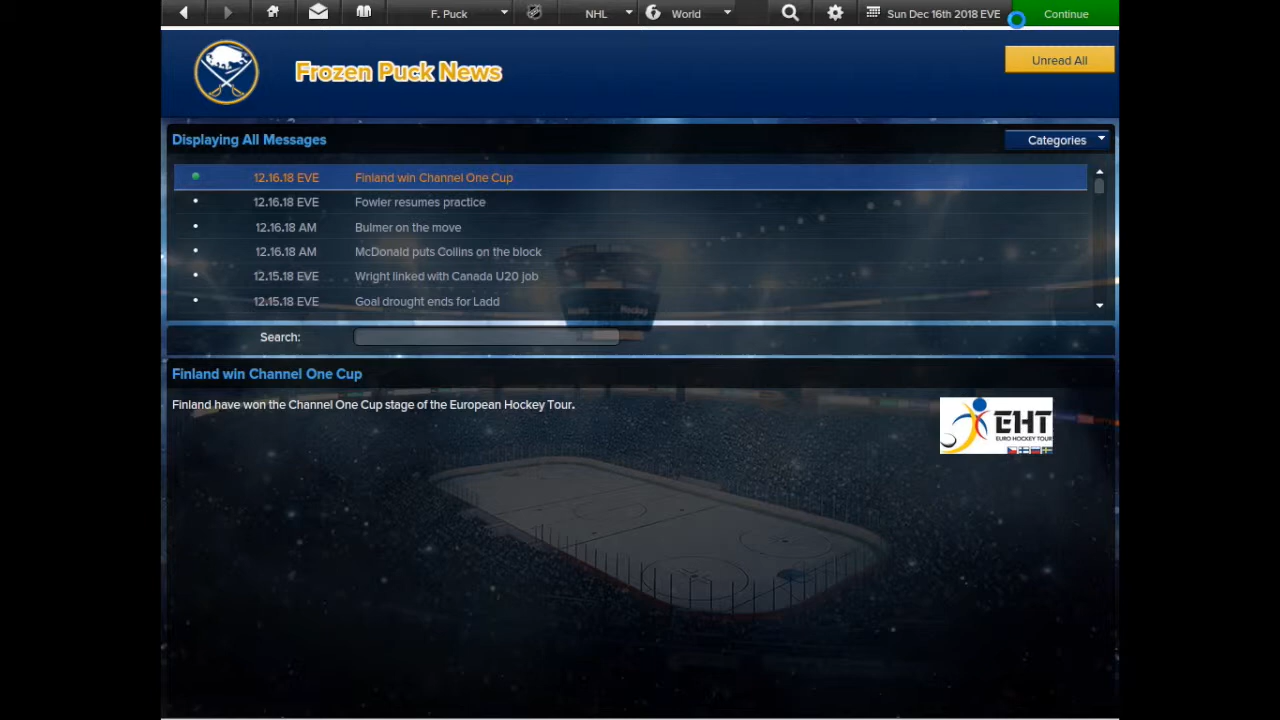 F. Puck
NHL
World
Sun Dec 16th 2018 EVE
Continue
Frozen Puck News
Unread All
Displaying All Messages
Categories
12.16.18 EVE Finland win Channel One Cup
12.16.18 EVE Fowler resumes practice
12.16.18 AM Bulmer on the move
12.16.18 AM McDonald puts Collins on the block
12.15.18 EVE Wright linked with Canada U20 job
12.15.18 EVE Goal drought ends for Ladd
Search:
Finland win Channel One Cup
Finland have won the Channel One Cup stage of the European Hockey Tour.
EHT
EURO HOCKEY TOUR